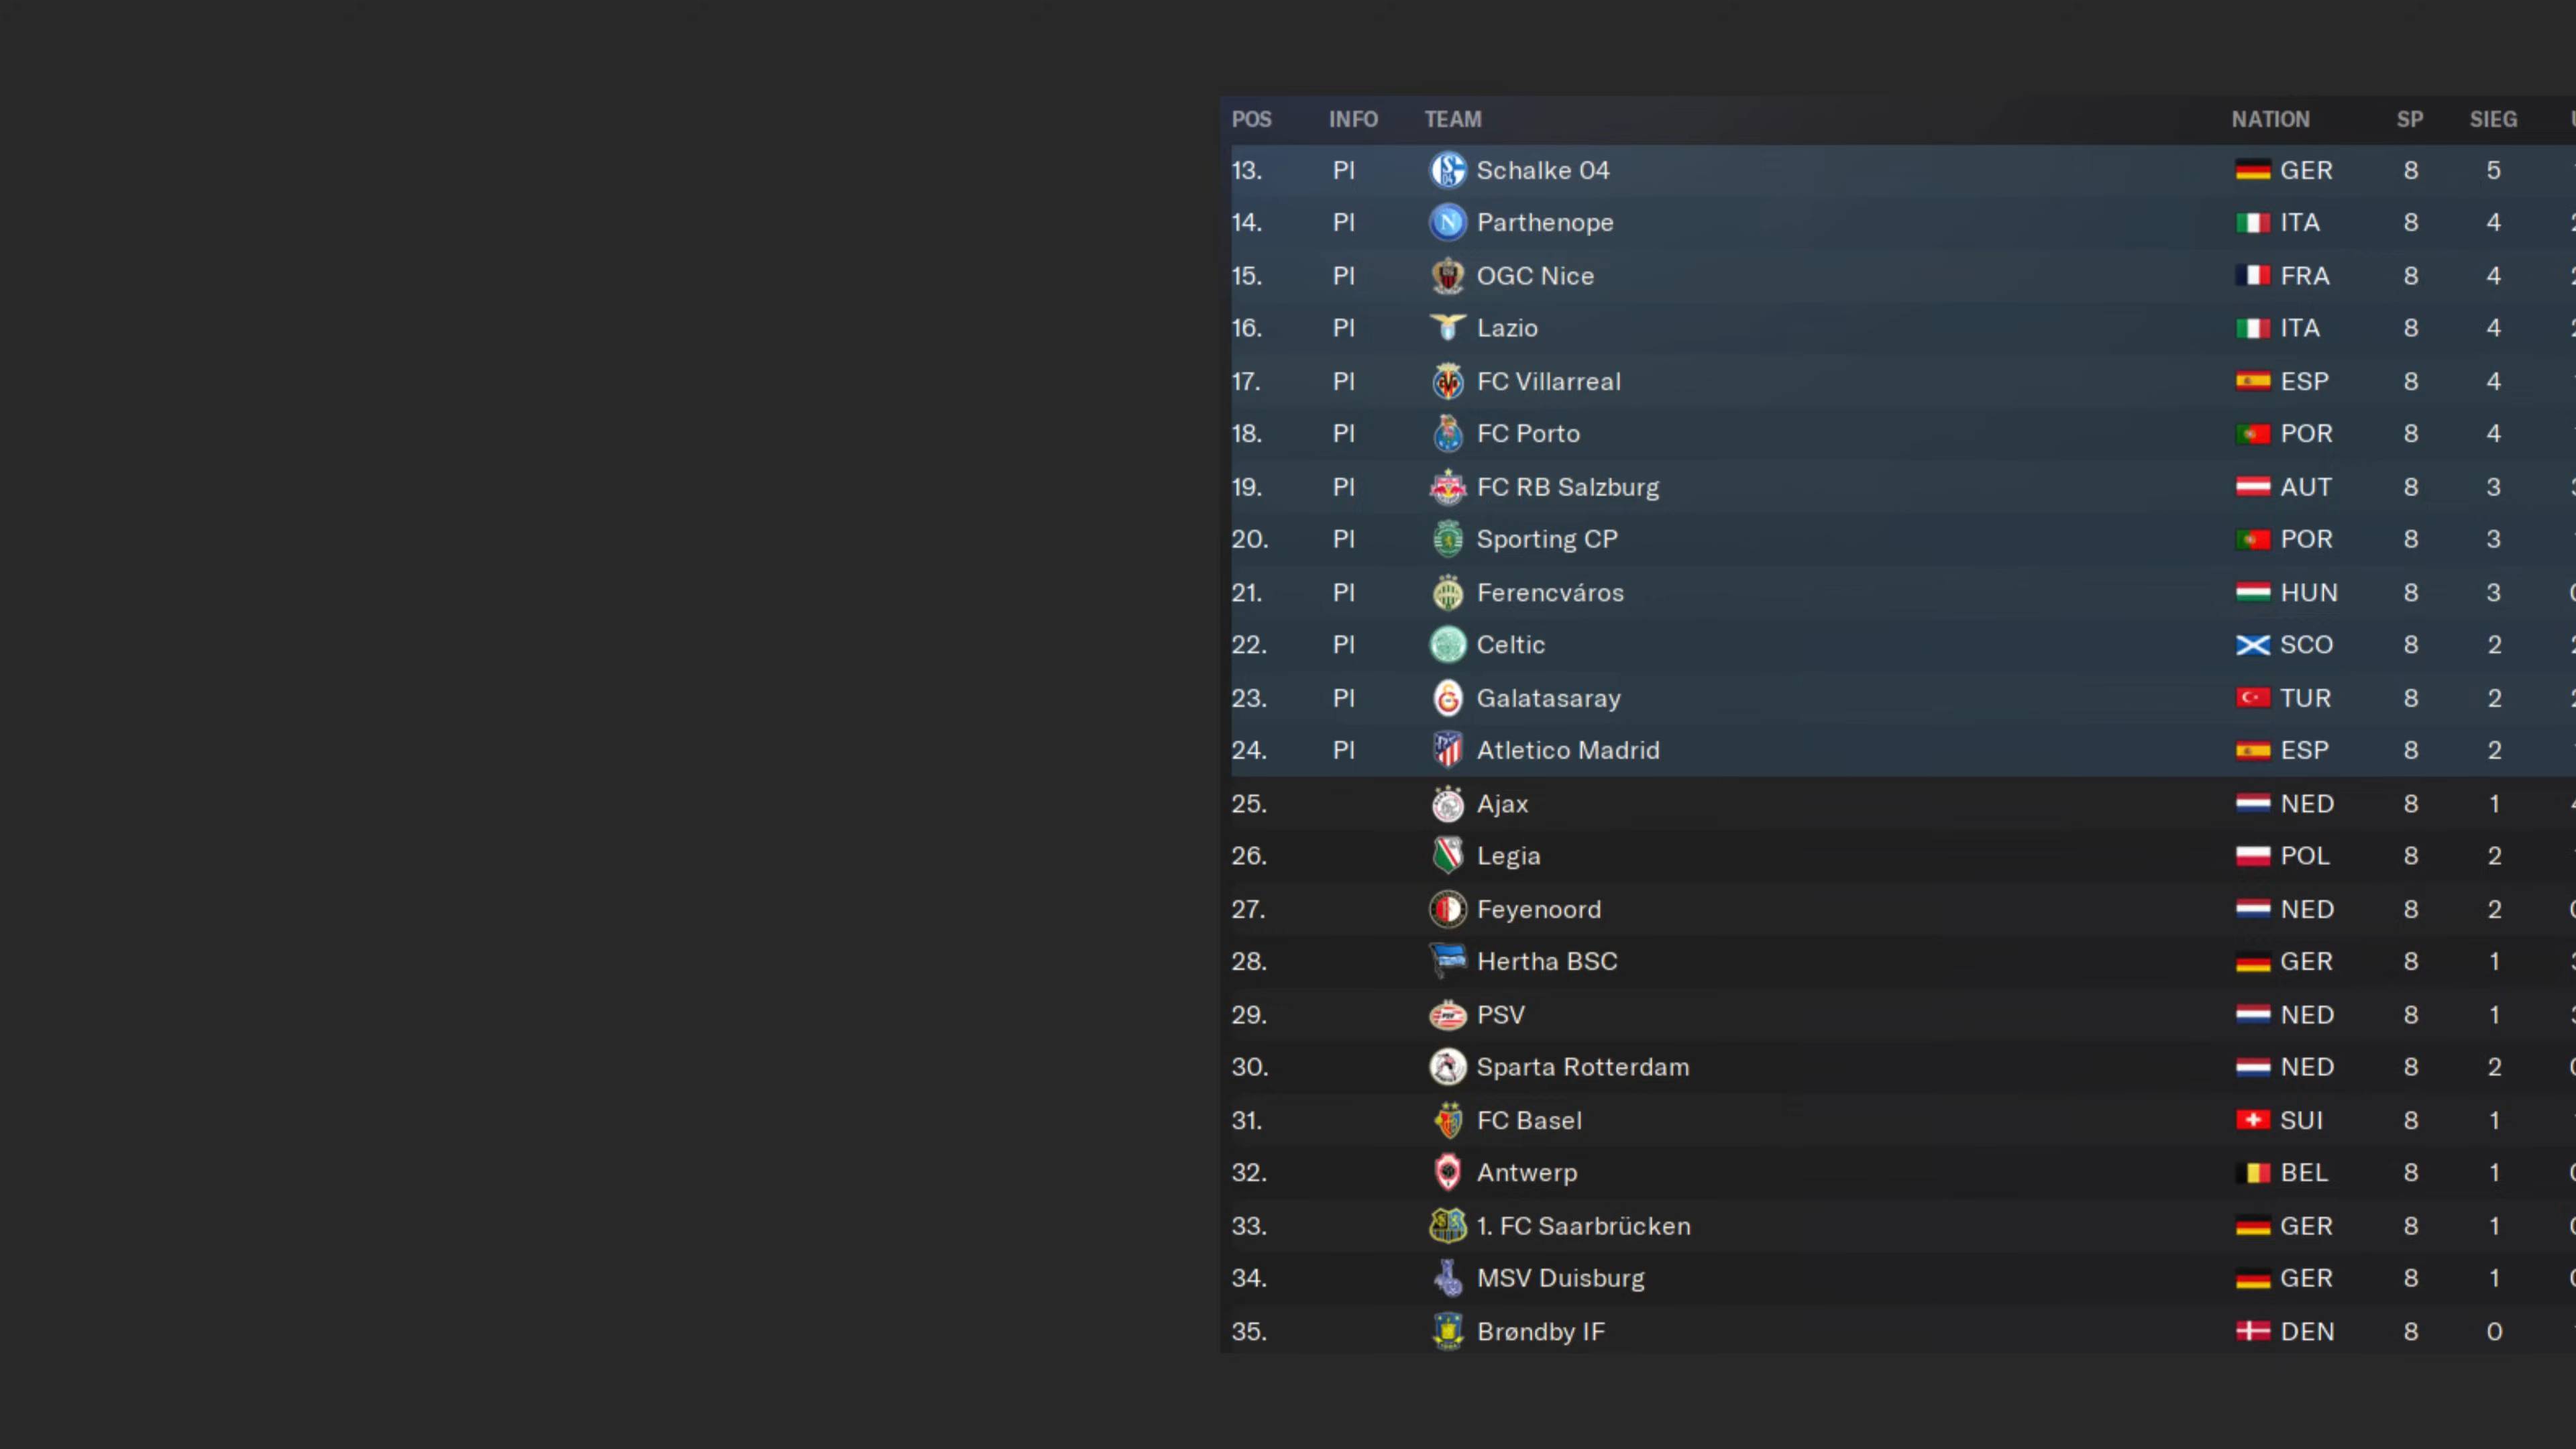 POS INFO TEAM NATION SP SIEG
13. PI Schalke 04 GER 8 5
14. PI Parthenope ITA 8 4
15. PI OGC Nice FRA 8 4
16. PI Lazio ITA 8 4
17. PI FC Villarreal ESP 8 4
18. PI FC Porto POR 8 4
19. PI FC RB Salzburg AUT 8 3
20. PI Sporting CP POR 8 3
21. PI Ferencváros HUN 8 3
22. PI Celtic SCO 8 2
23. PI Galatasaray TUR 8 2
24. PI Atletico Madrid ESP 8 2
25. Ajax NED 8 1
26. Legia POL 8 2
27. Feyenoord NED 8 2
28. Hertha BSC GER 8 1
29. PSV NED 8 1
30. Sparta Rotterdam NED 8 2
31. FC Basel SUI 8 1
32. Antwerp BEL 8 1
33. 1. FC Saarbrücken GER 8 1
34. MSV Duisburg GER 8 1
35. Brøndby IF DEN 8 0